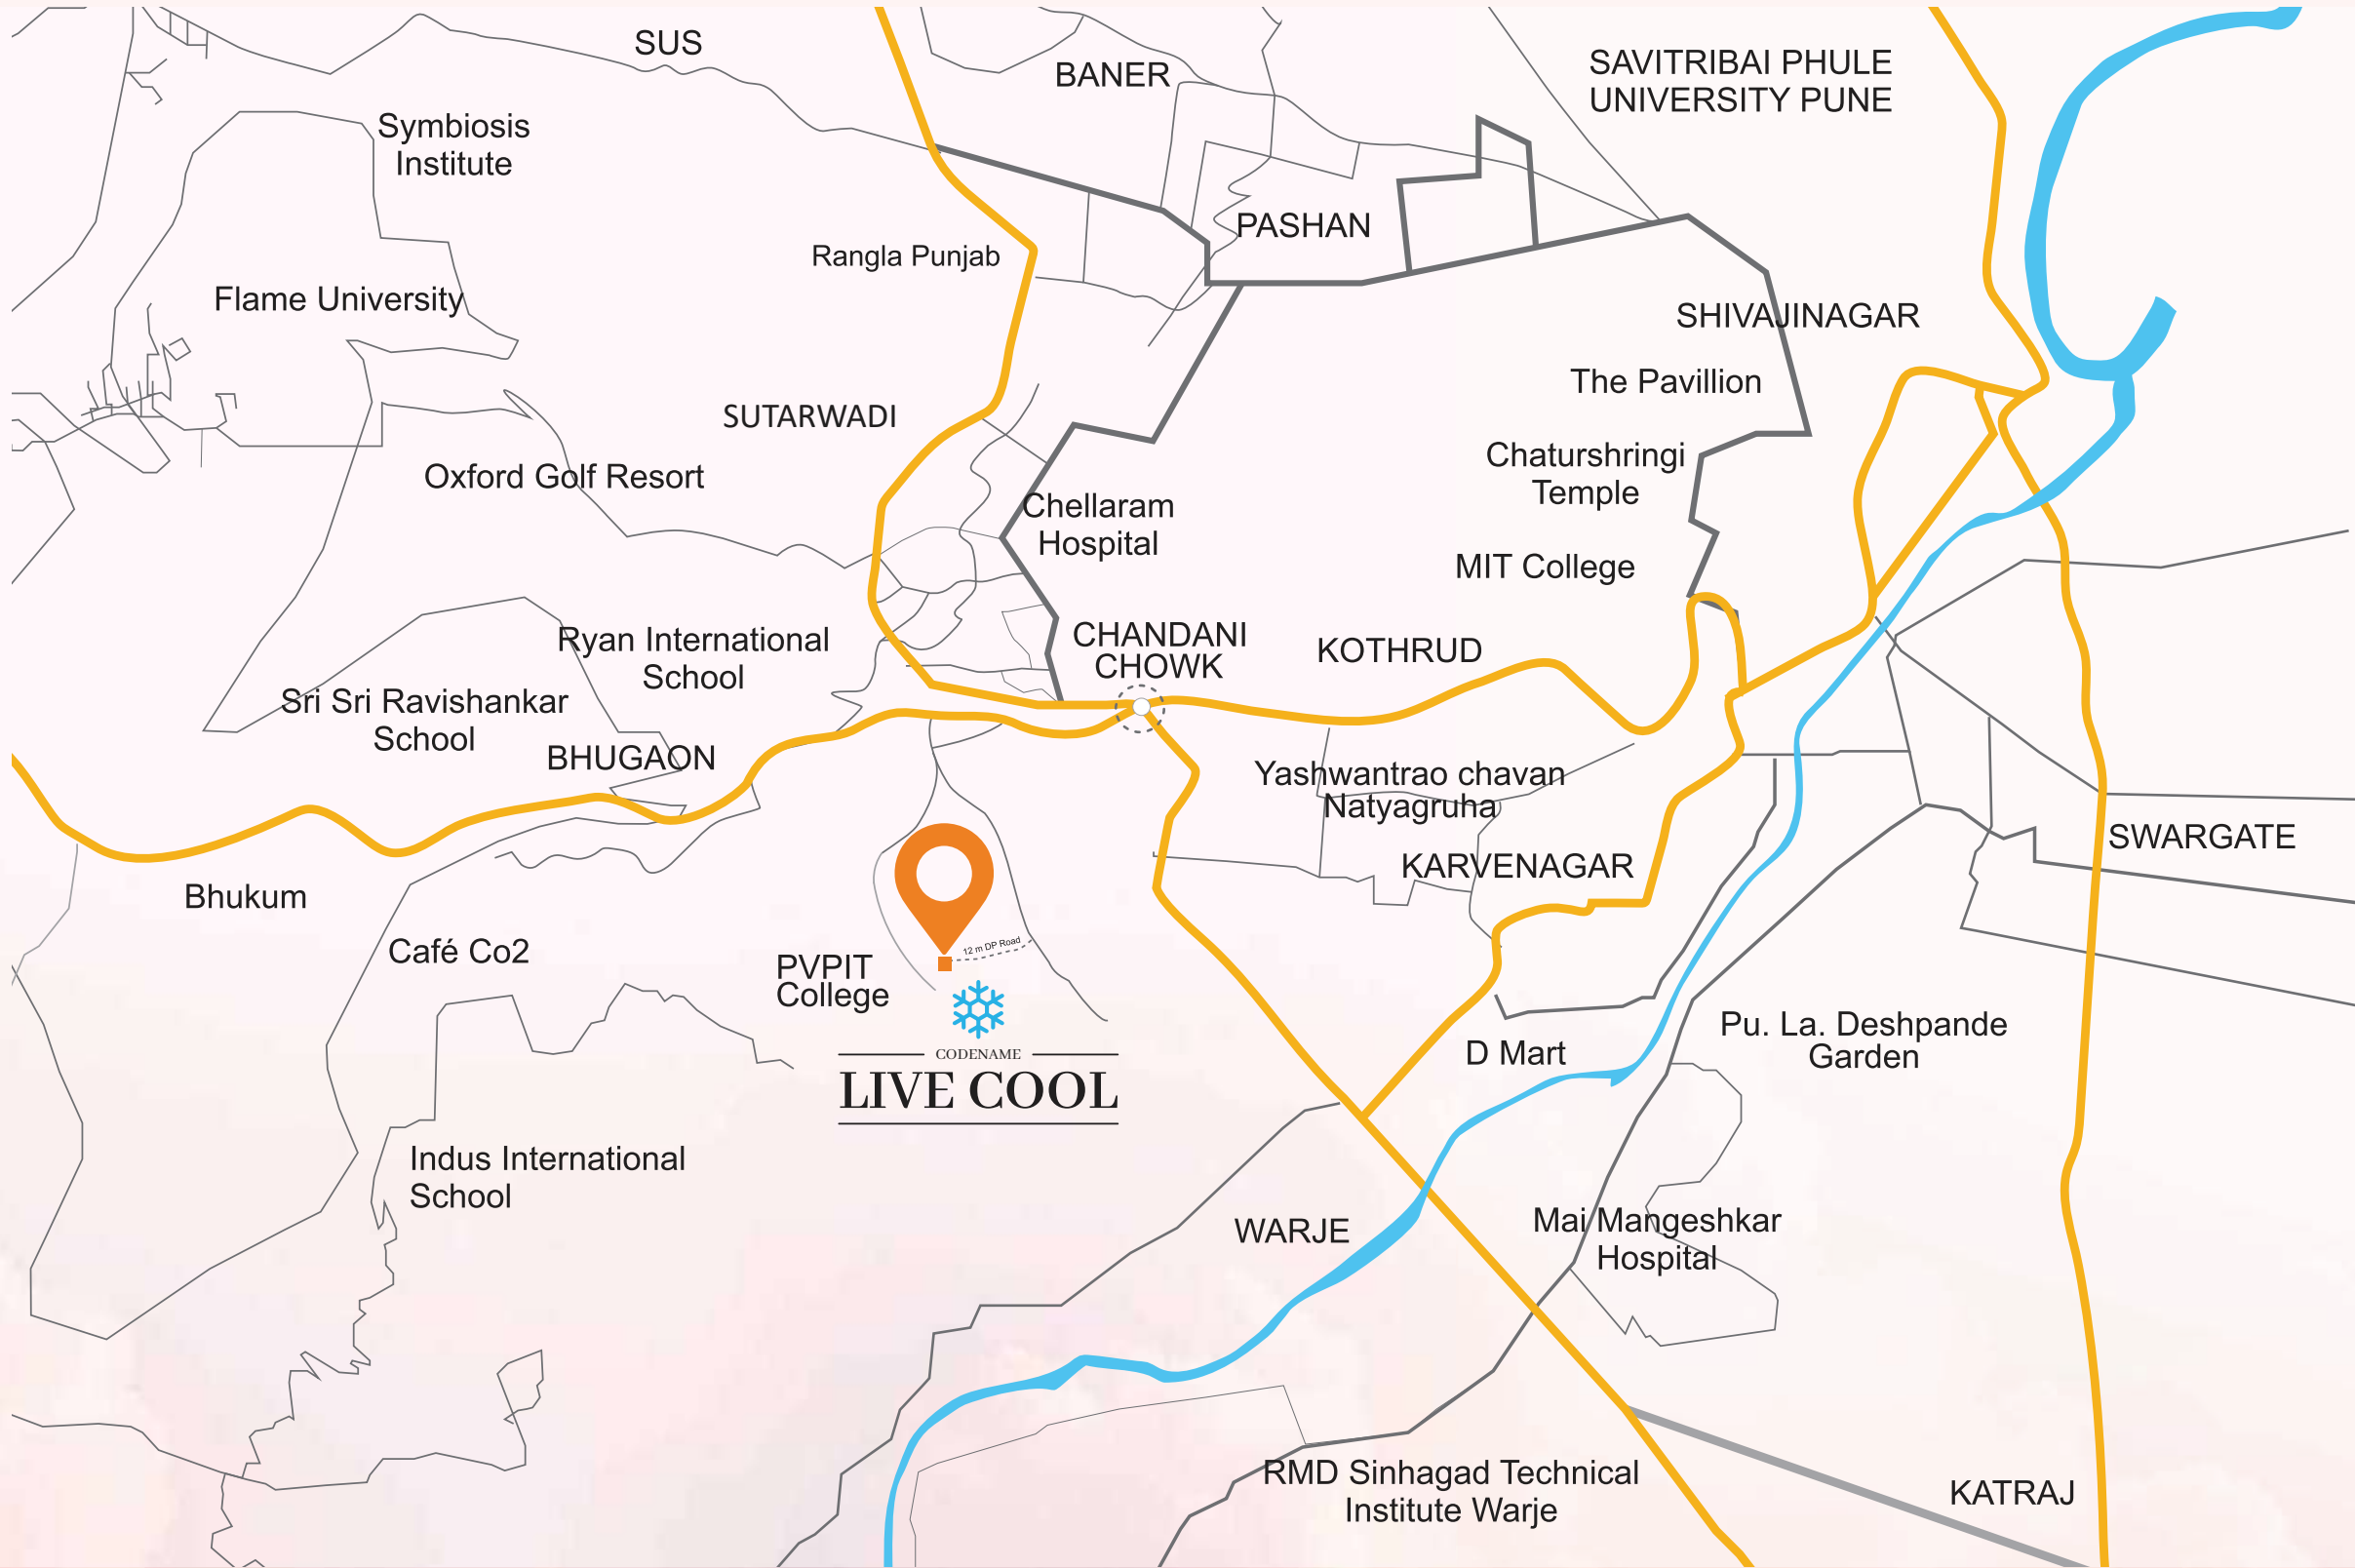 SUS
BANER
SAVITRIBAI PHULE
UNIVERSITY PUNE
Symbiosis
Institute
PASHAN
Rangla Punjab
Flame University
SHIVAJINAGAR
The Pavillion
SUTARWADI
Oxford Golf Resort
Chaturshringi
Temple
Chellaram
Hospital
MIT College
Ryan International
School
CHANDANI
CHOWK
KOTHRUD
Sri Sri Ravishankar
School
BHUGAON
Yashwantrao chavan
Natyagruha
SWARGATE
KARVENAGAR
Bhukum
Café Co2
12 m DP Road
PVPIT
College
Pu. La. Deshpande
Garden
D Mart
CODENAME
LIVE COOL
Indus International
School
WARJE
Mai Mangeshkar
Hospital
RMD Sinhagad Technical
Institute Warje
KATRAJ